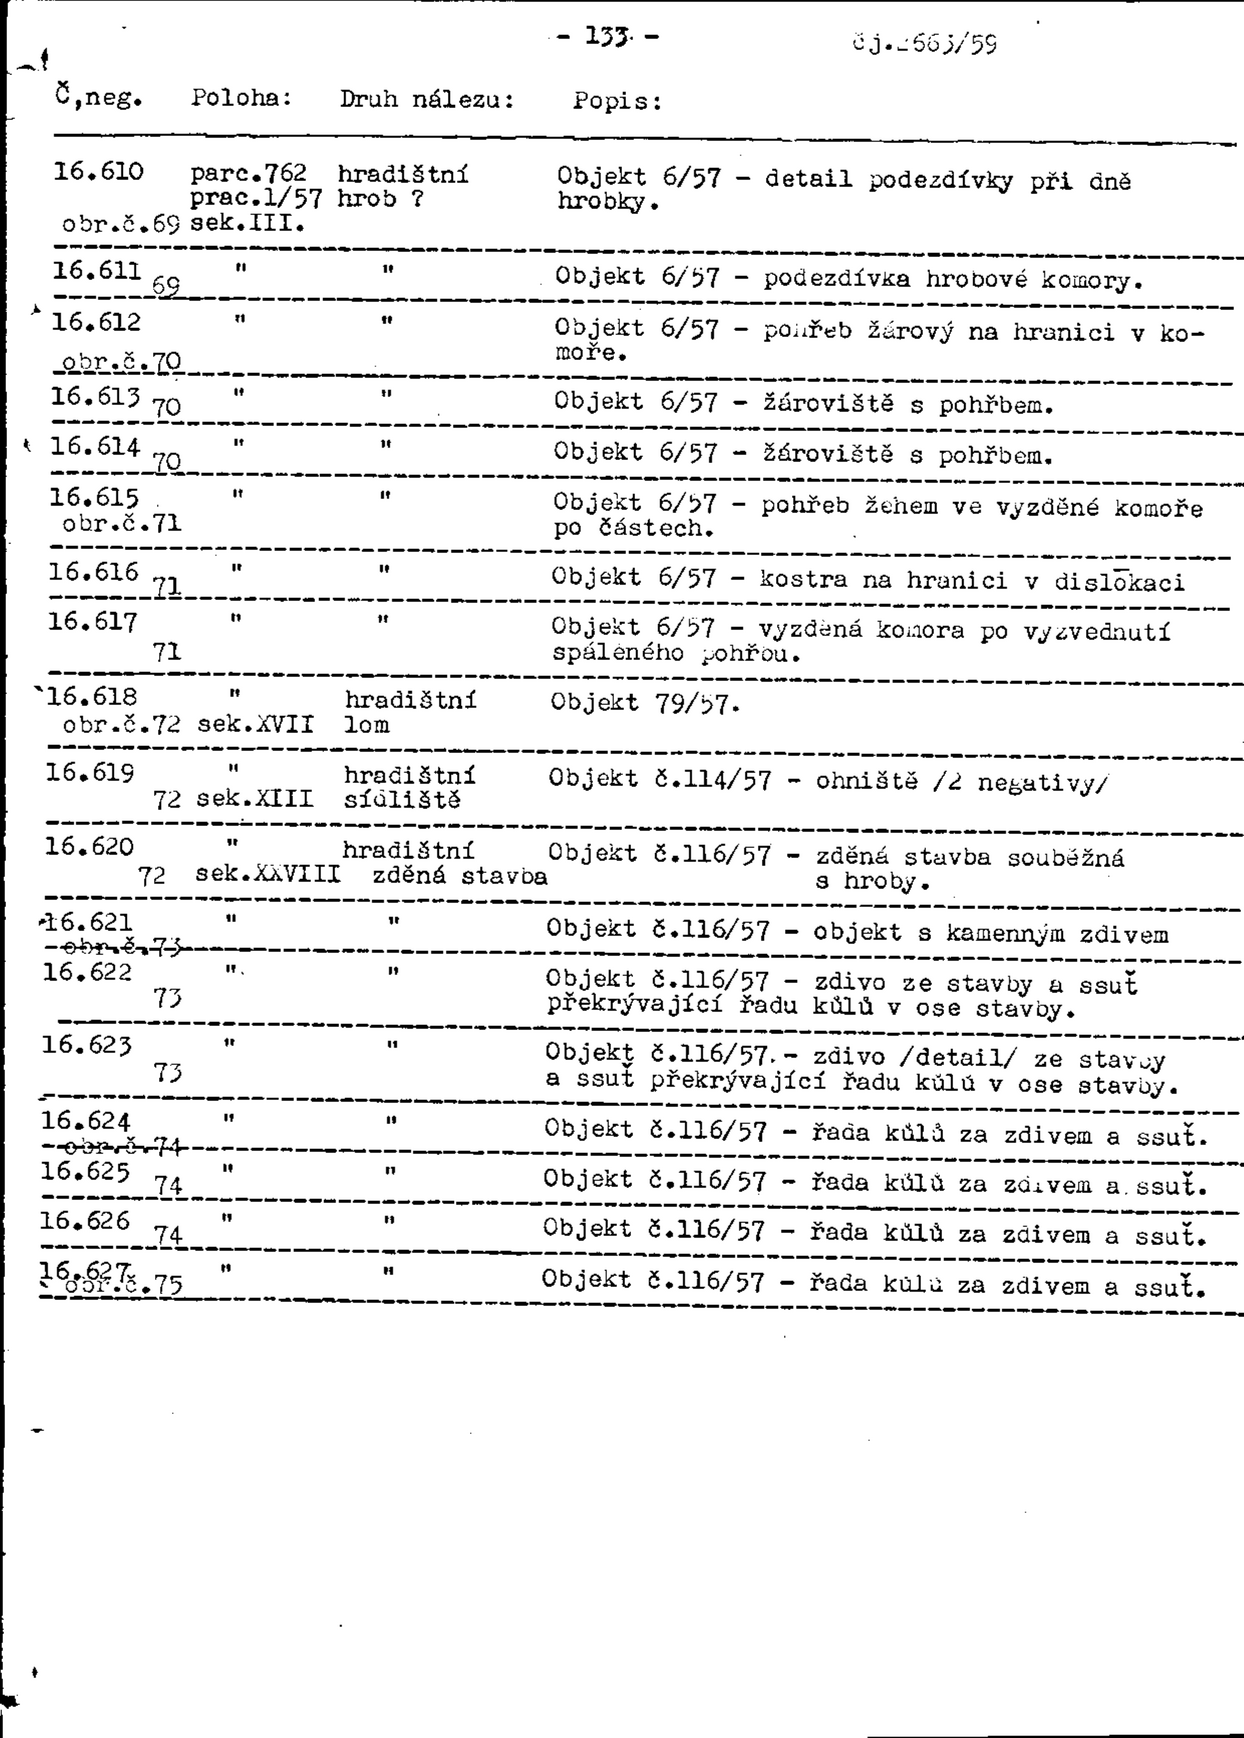 - 133 -
Č,neg. Poloha: Druh nálezu: Popis:
16.610 parc.762 hradištní Objekt 6/57 - detail podezdívky při dně
prac.1/57 hrob ? hrobky.
obr.č.69 sek.III.
16.611 69 " " Objekt 6/57 - podezdívka hrobové komory.
16.612 " " Objekt 6/57 - pohřeb žárový na hranici v ko-
obr.č.70 moře.
16.613 70 " " Objekt 6/57 - žároviště s pohřbem.
16.614 70 " " Objekt 6/57 - žároviště s pohřbem.
16.615 " " Objekt 6/57 - pohřeb žehem ve vyzděné komoře
obr.č.71 po částech.
16.616 71 " " Objekt 6/57 - kostra na hranici v dislokaci
16.617 " " Objekt 6/57 - vyzděná komora po vyzvednutí
71 spáleného pohřbu.
16.618 " hradištní Objekt 79/57.
obr.č.72 sek.XVII lom
16.619 " hradištní Objekt č.114/57 - ohniště /2 negativy/
72 sek.XIII sídliště
16.620 " hradištní Objekt č.116/57 - zděná stavba souběžná
72 sek.XXVIII zděná stavba s hroby.
16.621 " " Objekt č.116/57 - objekt s kamenným zdivem
obr.č.73
16.622 " " Objekt č.116/57 - zdivo ze stavby a ssuť
73 překrývající řadu kůlů v ose stavby.
16.623 " " Objekt č.116/57.- zdivo /detail/ ze stavby
73 a ssuť překrývající řadu kůlů v ose stavby.
16.624 " " Objekt č.116/57 - řada kůlů za zdivem a ssuť.
obr.č.74
16.625 74 " " Objekt č.116/57 - řada kůlů za zdivem a ssuť.
16.626 74 " " Objekt č.116/57 - řada kůlů za zdivem a ssuť.
16.627 " " Objekt č.116/57 - řada kůlů za zdivem a ssuť.
obr.č.75